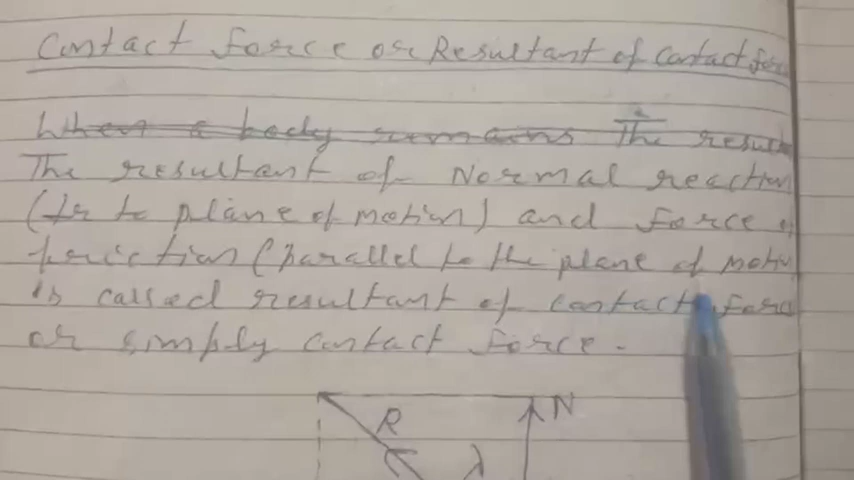 Contact force or Resultant of contact force
When a body remains The result
The resultant of Normal reaction
(Ir to plane of motion) and force of
friction (parallel to the plane of motio
is called resultant of contact force
or simply contact force.
N
R
λ